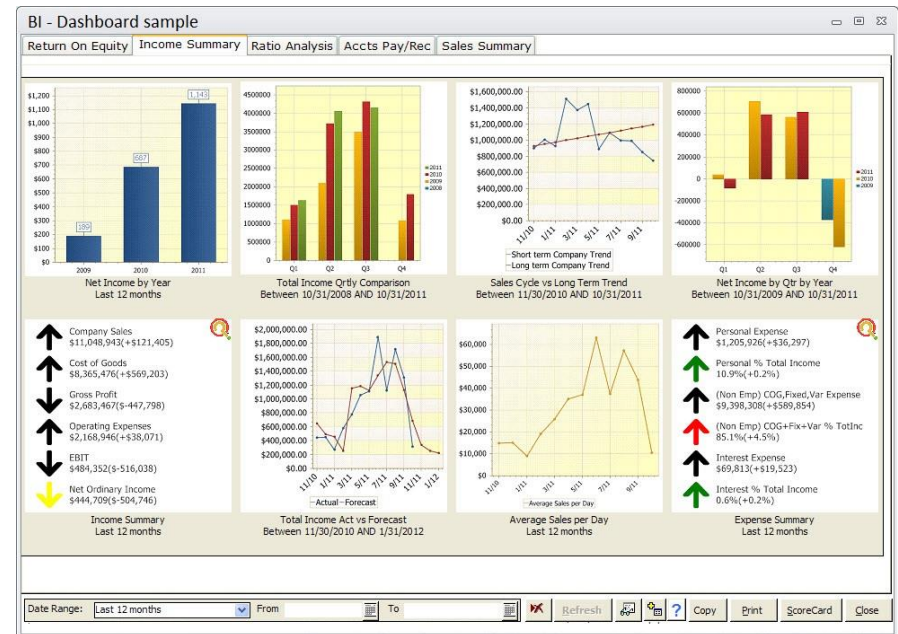 BI - Dashboard sample
Return On Equity Income Summary Ratio Analysis Accts Pay/Rec Sales Summary
$1,200
$1,100
$1,000
$900
$800
$700
$600
$500
$400
$300
$200
$100
$0
189
687
1,143
2009 2010 2011
Net Income by Year
Last 12 months
4500000
4000000
3500000
3000000
2500000
2000000
1500000
1000000
500000
0
Q1 Q2 Q3 Q4
2011
2010
2009
2008
Total Income Qrtly Comparison
Between 10/31/2008 AND 10/31/2011
$1,600,000.00
$1,400,000.00
$1,200,000.00
$1,000,000.00
$800,000.00
$600,000.00
$400,000.00
$200,000.00
$0.00
11/10 1/11 3/11 5/11 7/11 9/11
Short term Company Trend
Long term Company Trend
Sales Cycle vs Long Term Trend
Between 11/30/2010 AND 10/31/2011
800000
600000
400000
200000
0
-200000
-400000
-600000
Q1 Q2 Q3 Q4
2011
2010
2009
Net Income by Qtr by Year
Between 10/31/2009 AND 10/31/2011
Company Sales
$11,048,943(+$121,405)
Cost of Goods
$8,365,476(+$569,203)
Gross Profit
$2,683,467($-447,798)
Operating Expenses
$2,168,946(+$38,071)
EBIT
$484,352($-516,038)
Net Ordinary Income
$444,709($-504,746)
Income Summary
Last 12 months
$2,000,000.00
$1,800,000.00
$1,600,000.00
$1,400,000.00
$1,200,000.00
$1,000,000.00
$800,000.00
$600,000.00
$400,000.00
$200,000.00
$0.00
11/10 1/11 3/11 5/11 7/11 9/11 11/11 1/12
Actual Forecast
Total Income Act vs Forecast
Between 11/30/2010 AND 1/31/2012
$60,000
$50,000
$40,000
$30,000
$20,000
$10,000
$0
11/10 1/11 3/11 5/11 7/11 9/11
Average Sales per Day
Average Sales per Day
Last 12 months
Personal Expense
$1,205,926(+$36,297)
Personal % Total Income
10.9%(+0.2%)
(Non Emp) COG,Fixed,Var Expense
$9,398,308(+$589,854)
(Non Emp) COG+Fix+Var % TotInc
85.1%(+4.5%)
Interest Expense
$69,813(+$19,523)
Interest % Total Income
0.6%(+0.2%)
Expense Summary
Last 12 months
Date Range: Last 12 months From To Refresh ? Copy Print ScoreCard Close